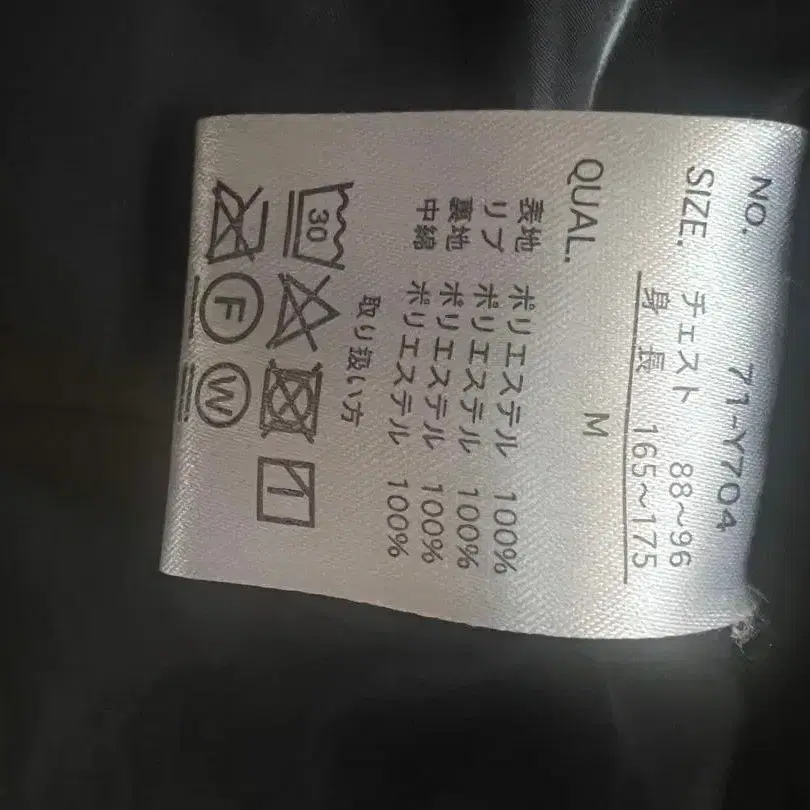 NO. 71-Y704
SIZE. チェスト 88～96
身長 165～175
M
QUAL.
表地 ポリエステル 100%
リブ ポリエステル 100%
裏地 ポリエステル 100%
中綿 ポリエステル 100%
取り扱い方
30
F W